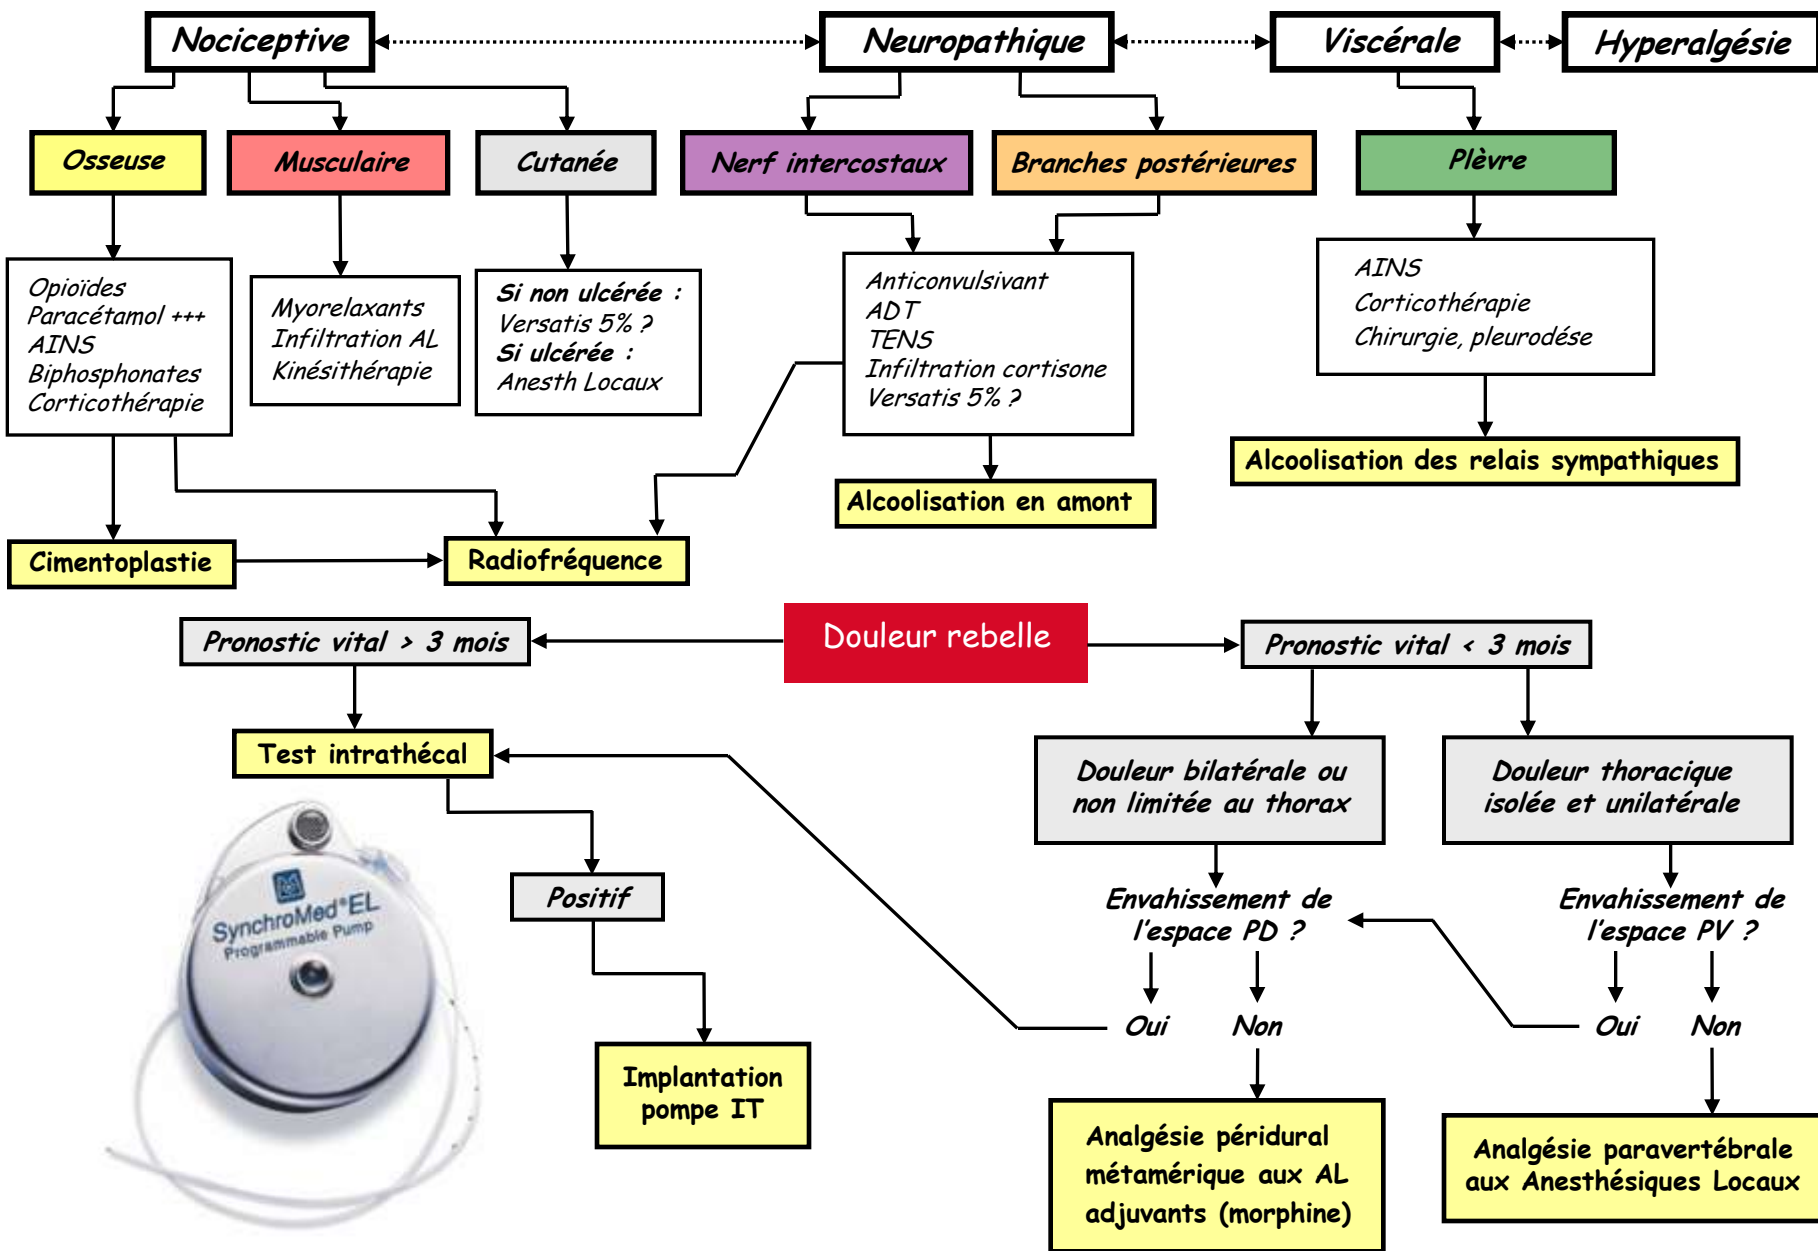 Nociceptive
Neuropathique
Viscérale
Hyperalgésie
Osseuse
Musculaire
Cutanée
Nerf intercostaux
Branches postérieures
Plèvre
Opioïdes
Paracétamol +++
AINS
Biphosphonates
Corticothérapie
Myorelaxants
Infiltration AL
Kinésithérapie
Si non ulcérée :
Versatis 5% ?
Si ulcérée :
Anesth Locaux
Anticonvulsivant
ADT
TENS
Infiltration cortisone
Versatis 5% ?
AINS
Corticothérapie
Chirurgie, pleurodése
Alcoolisation des relais sympathiques
Alcoolisation en amont
Cimentoplastie
Radiofréquence
Douleur rebelle
Pronostic vital > 3 mois
Pronostic vital < 3 mois
Test intrathécal
Douleur bilatérale ou
non limitée au thorax
Douleur thoracique
isolée et unilatérale
Positif
Envahissement de
l'espace PD ?
Envahissement de
l'espace PV ?
SynchroMed® EL
Programmable Pump
Oui
Non
Oui
Non
Implantation
pompe IT
Analgésie péridural
métamérique aux AL
adjuvants (morphine)
Analgésie paravertébrale
aux Anesthésiques Locaux